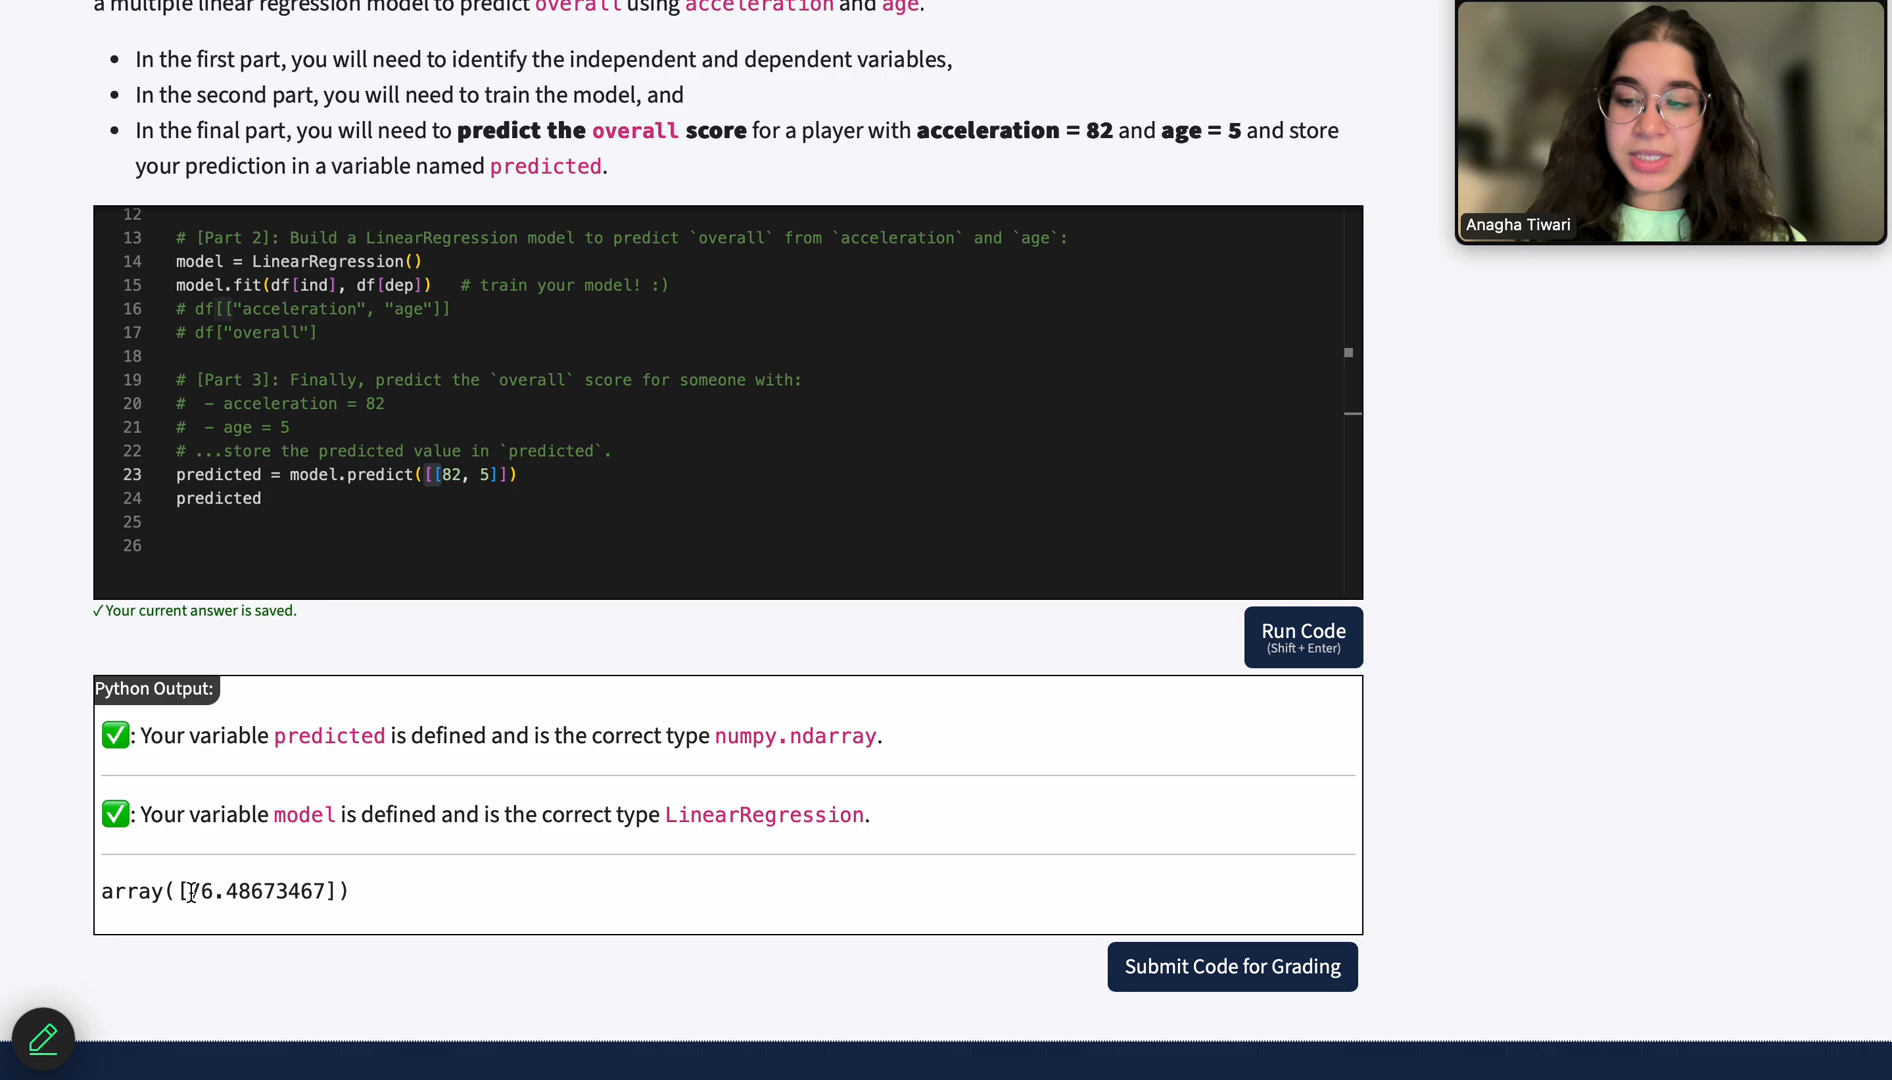 a multiple linear regression model to predict overall using acceleration and age.
• In the first part, you will need to identify the independent and dependent variables,
• In the second part, you will need to train the model, and
• In the final part, you will need to predict the overall score for a player with acceleration = 82 and age = 5 and store
your prediction in a variable named predicted.
Anagha Tiwari
12
13 # [Part 2]: Build a LinearRegression model to predict `overall` from `acceleration` and `age`:
14 model = LinearRegression()
15 model.fit(df[ind], df[dep]) # train your model! :)
16 # df[["acceleration", "age"]]
17 # df["overall"]
18
19 # [Part 3]: Finally, predict the `overall` score for someone with:
20 # - acceleration = 82
21 # - age = 5
22 # ...store the predicted value in `predicted`.
23 predicted = model.predict([[82, 5]])
24 predicted
25
26
✓ Your current answer is saved.
Run Code
(Shift + Enter)
Python Output:
✅: Your variable predicted is defined and is the correct type numpy.ndarray.
✅: Your variable model is defined and is the correct type LinearRegression.
array([76.48673467])
Submit Code for Grading